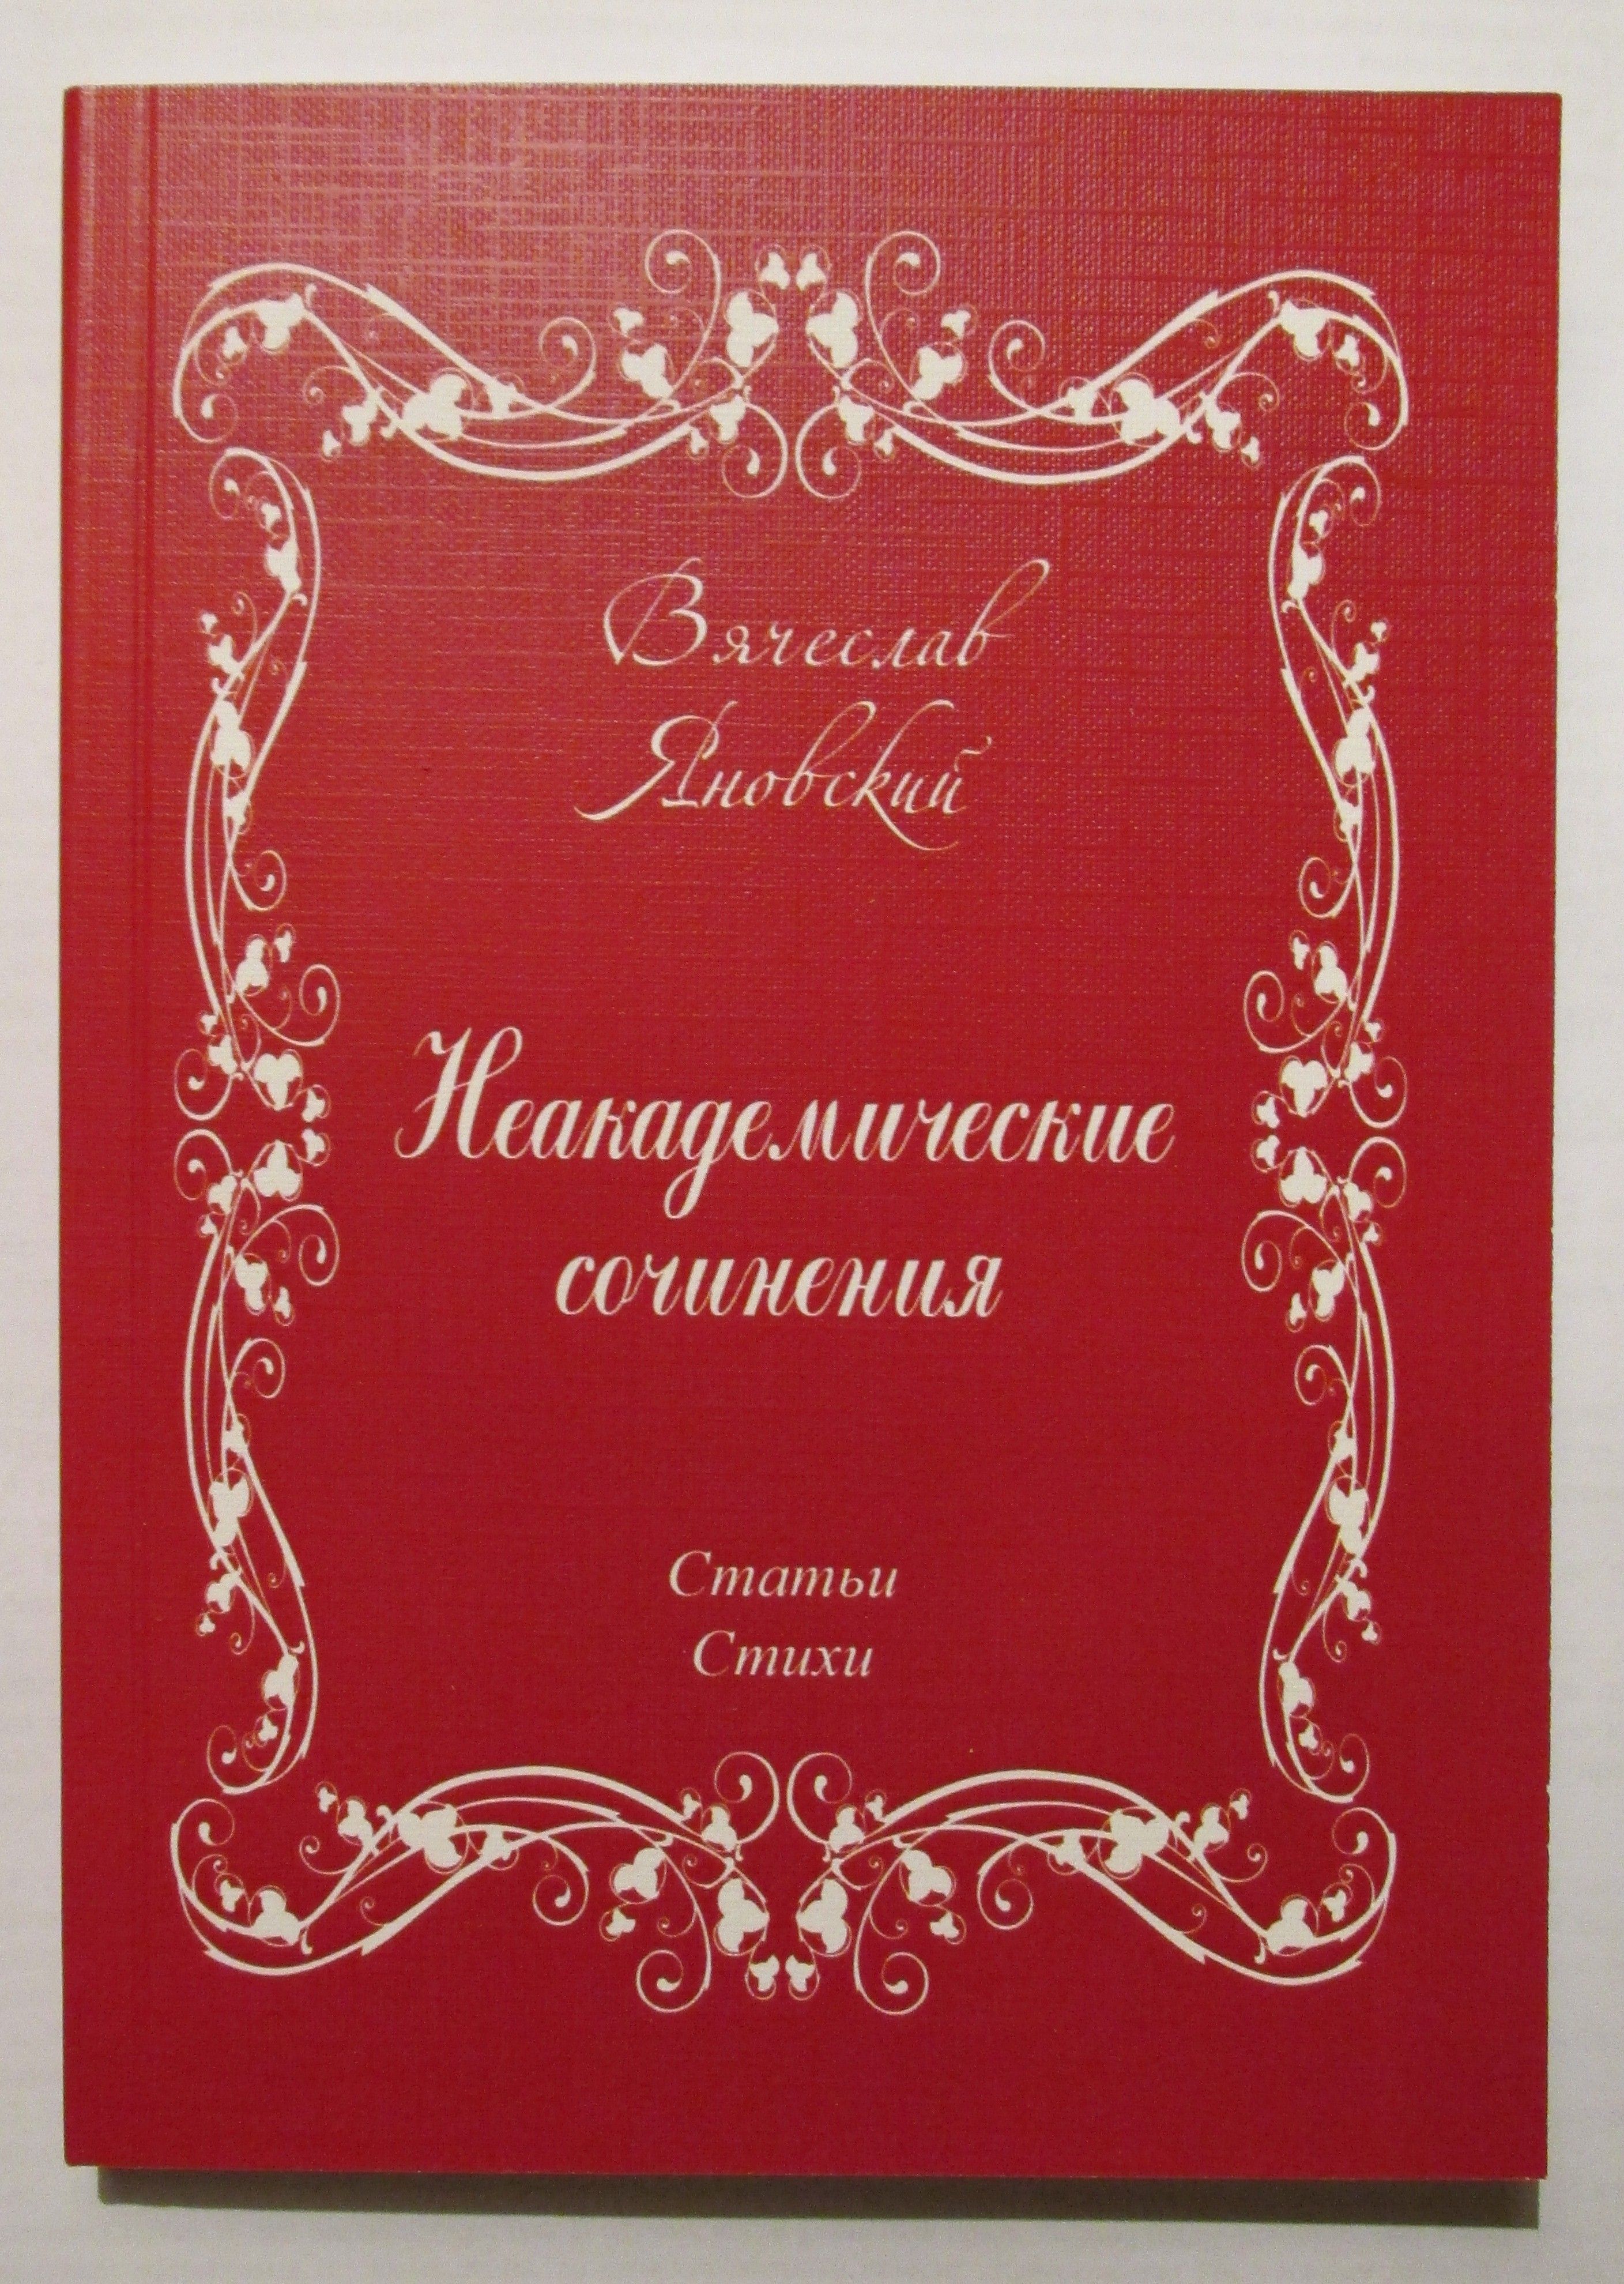 Вячеслав
Яновский
Неакадемические
сочинения
Статьи
Стихи